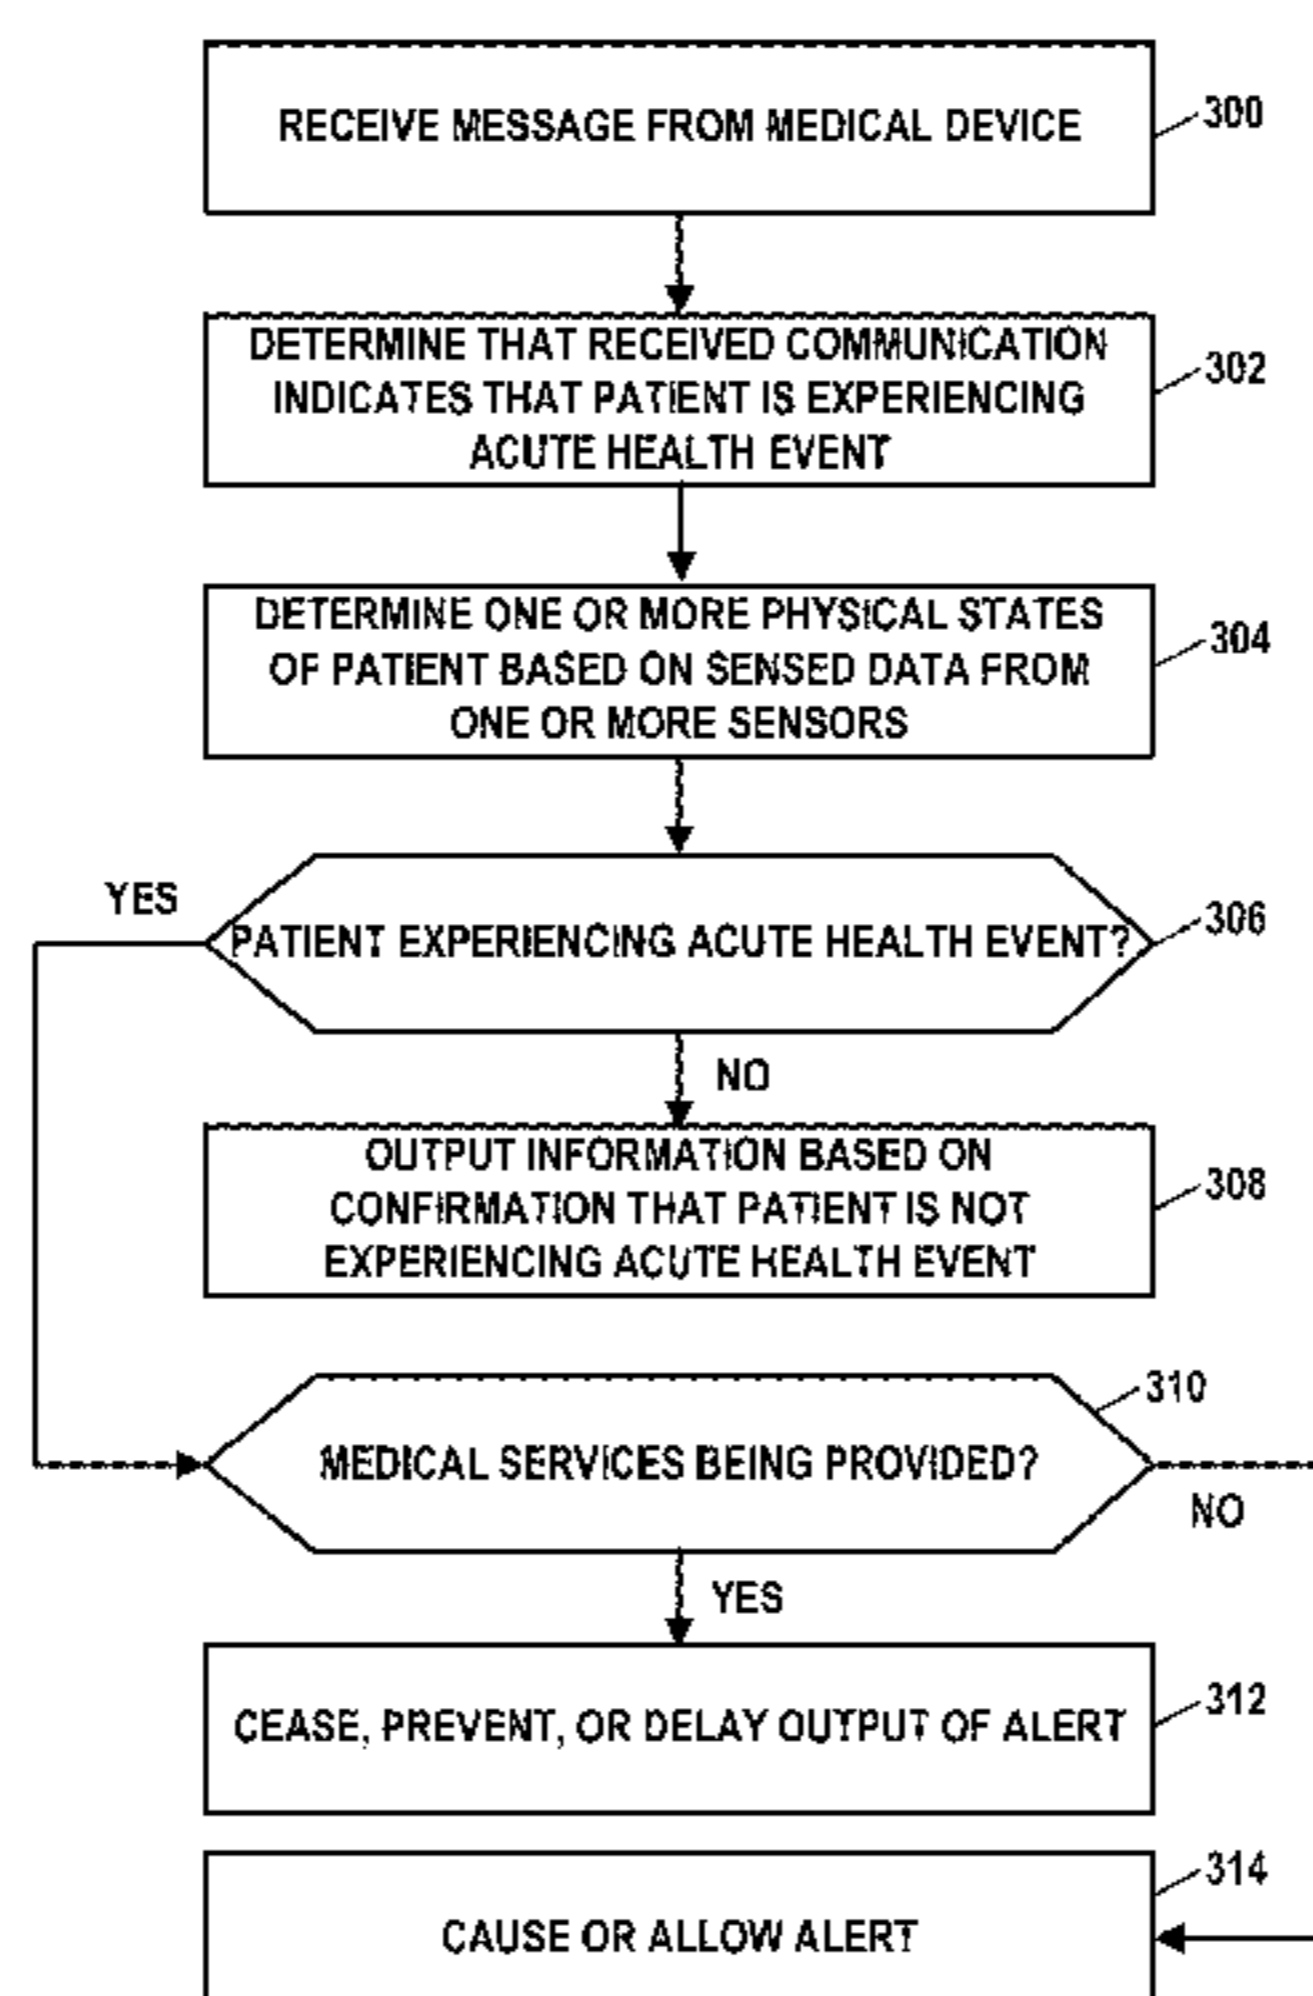 RECEIVE MESSAGE FROM MEDICAL DEVICE
300
DETERMINE THAT RECEIVED COMMUNICATION
INDICATES THAT PATIENT IS EXPERIENCING
ACUTE HEALTH EVENT
302
DETERMINE ONE OR MORE PHYSICAL STATES
OF PATIENT BASED ON SENSED DATA FROM
ONE OR MORE SENSORS
304
YES
PATIENT EXPERIENCING ACUTE HEALTH EVENT?
306
NO
OUTPUT INFORMATION BASED ON
CONFIRMATION THAT PATIENT IS NOT
EXPERIENCING ACUTE HEALTH EVENT
308
310
MEDICAL SERVICES BEING PROVIDED?
NO
YES
CEASE, PREVENT, OR DELAY OUTPUT OF ALERT
312
314
CAUSE OR ALLOW ALERT